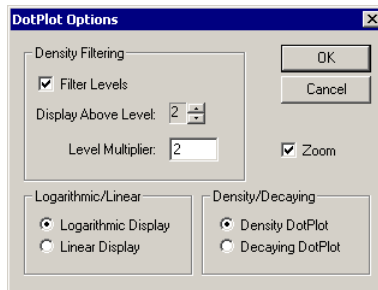 DotPlot Options
Density Filtering
Filter Levels
Display Above Level: 2
Level Multiplier: 2
OK
Cancel
Zoom
Logarithmic/Linear
Logarithmic Display
Linear Display
Density/Decaying
Density DotPlot
Decaying DotPlot